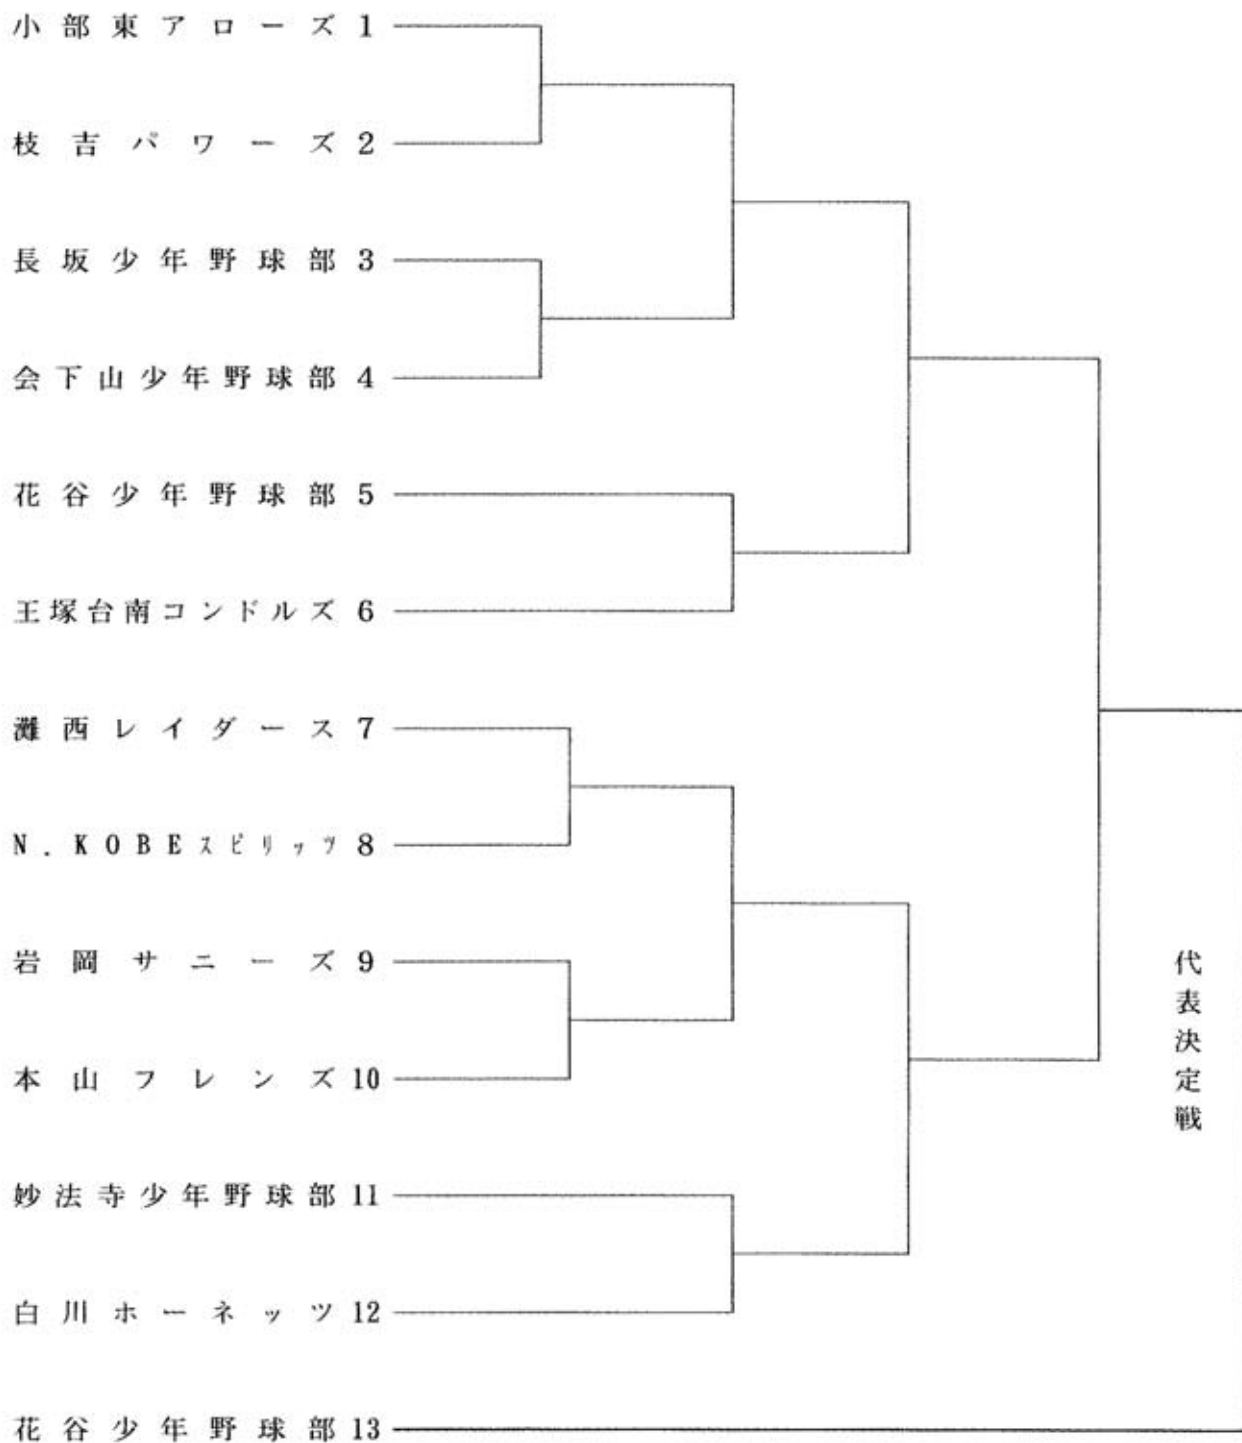 小部東アローズ 1
枝吉パワーズ 2
長坂少年野球部 3
会下山少年野球部 4
花谷少年野球部 5
王塚台南コンドルズ 6
灘西レイダース 7
N.KOBEスピリッツ 8
岩岡サニーズ 9
本山フレンズ 10
妙法寺少年野球部 11
白川ホーネッツ 12
花谷少年野球部 13
代表決定戦